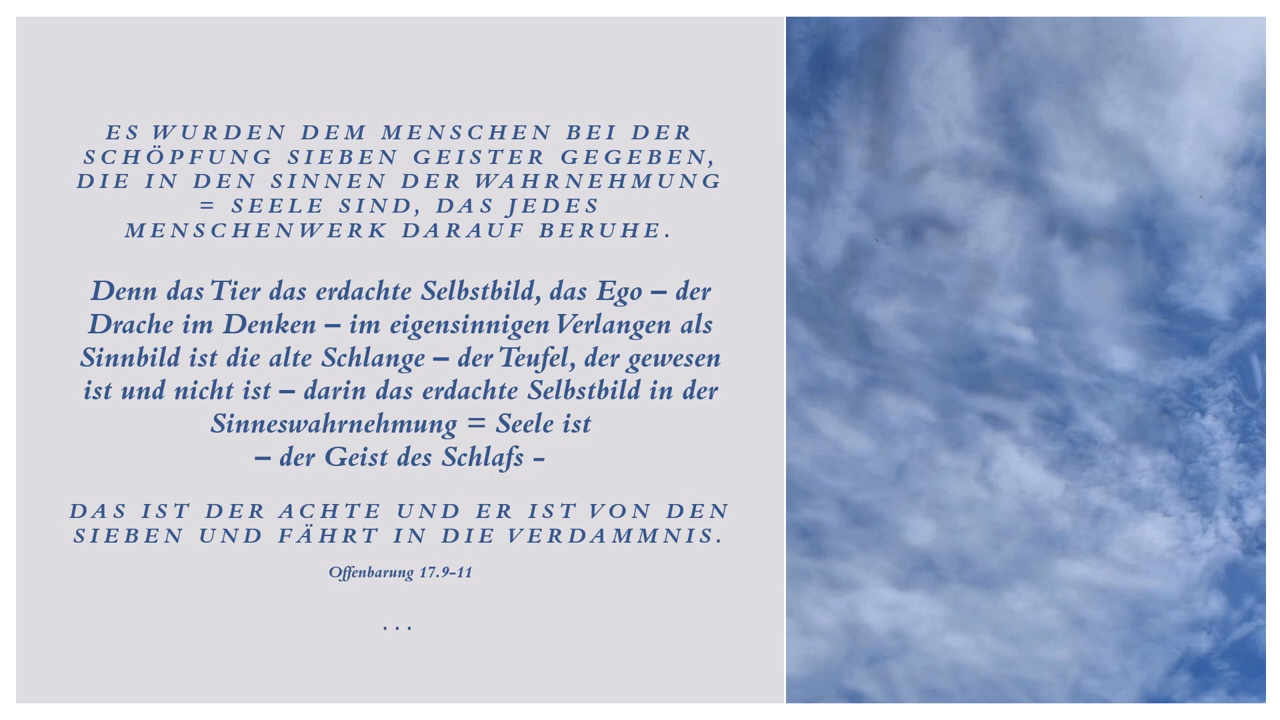 ES WURDEN DEM MENSCHEN BEI DER
SCHÖPFUNG SIEBEN GEISTER GEGEBEN,
DIE IN DEN SINNEN DER WAHRNEHMUNG
= SEELE SIND, DAS JEDES
MENSCHENWERK DARAUF BERUHE.
Denn das Tier das erdachte Selbstbild, das Ego – der
Drache im Denken – im eigensinnigen Verlangen als
Sinnbild ist die alte Schlange – der Teufel, der gewesen
ist und nicht ist – darin das erdachte Selbstbild in der
Sinneswahrnehmung = Seele ist
– der Geist des Schlafs -
DAS IST DER ACHTE UND ER IST VON DEN
SIEBEN UND FÄHRT IN DIE VERDAMMNIS.
Offenbarung 17.9-11
...